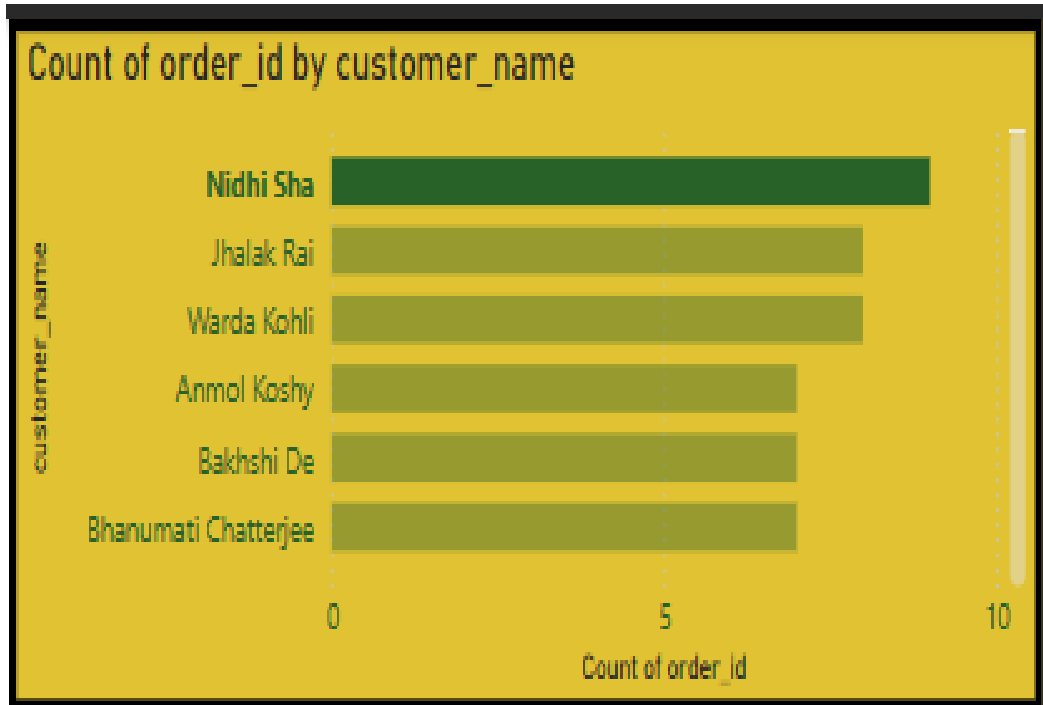 Count of order_id by customer_name
customer_name
Nidhi Sha
Jhalak Rai
Warda Kohli
Anmol Koshy
Bakhshi De
Bhanumati Chatterjee
0 5 10
Count of order_id